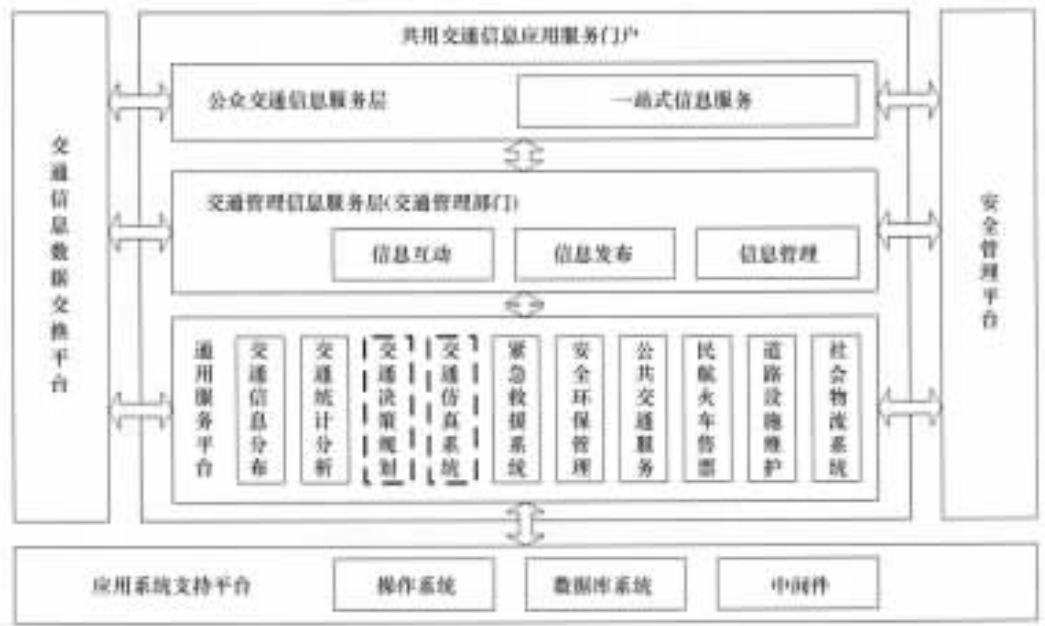 共用交通信息应用服务门户
公众交通信息服务层
一站式信息服务
交通信息数据交换平台
安全管理平台
交通管理信息服务层(交通管理部门)
信息互动
信息发布
信息管理
通用服务平台
交通信息分布
交通统计分析
交通决策规划
交通仿真系统
紧急救援系统
安全环保管理
公共交通服务
民航火车售票
道路设施维护
社会物流系统
应用系统支持平台
操作系统
数据库系统
中间件